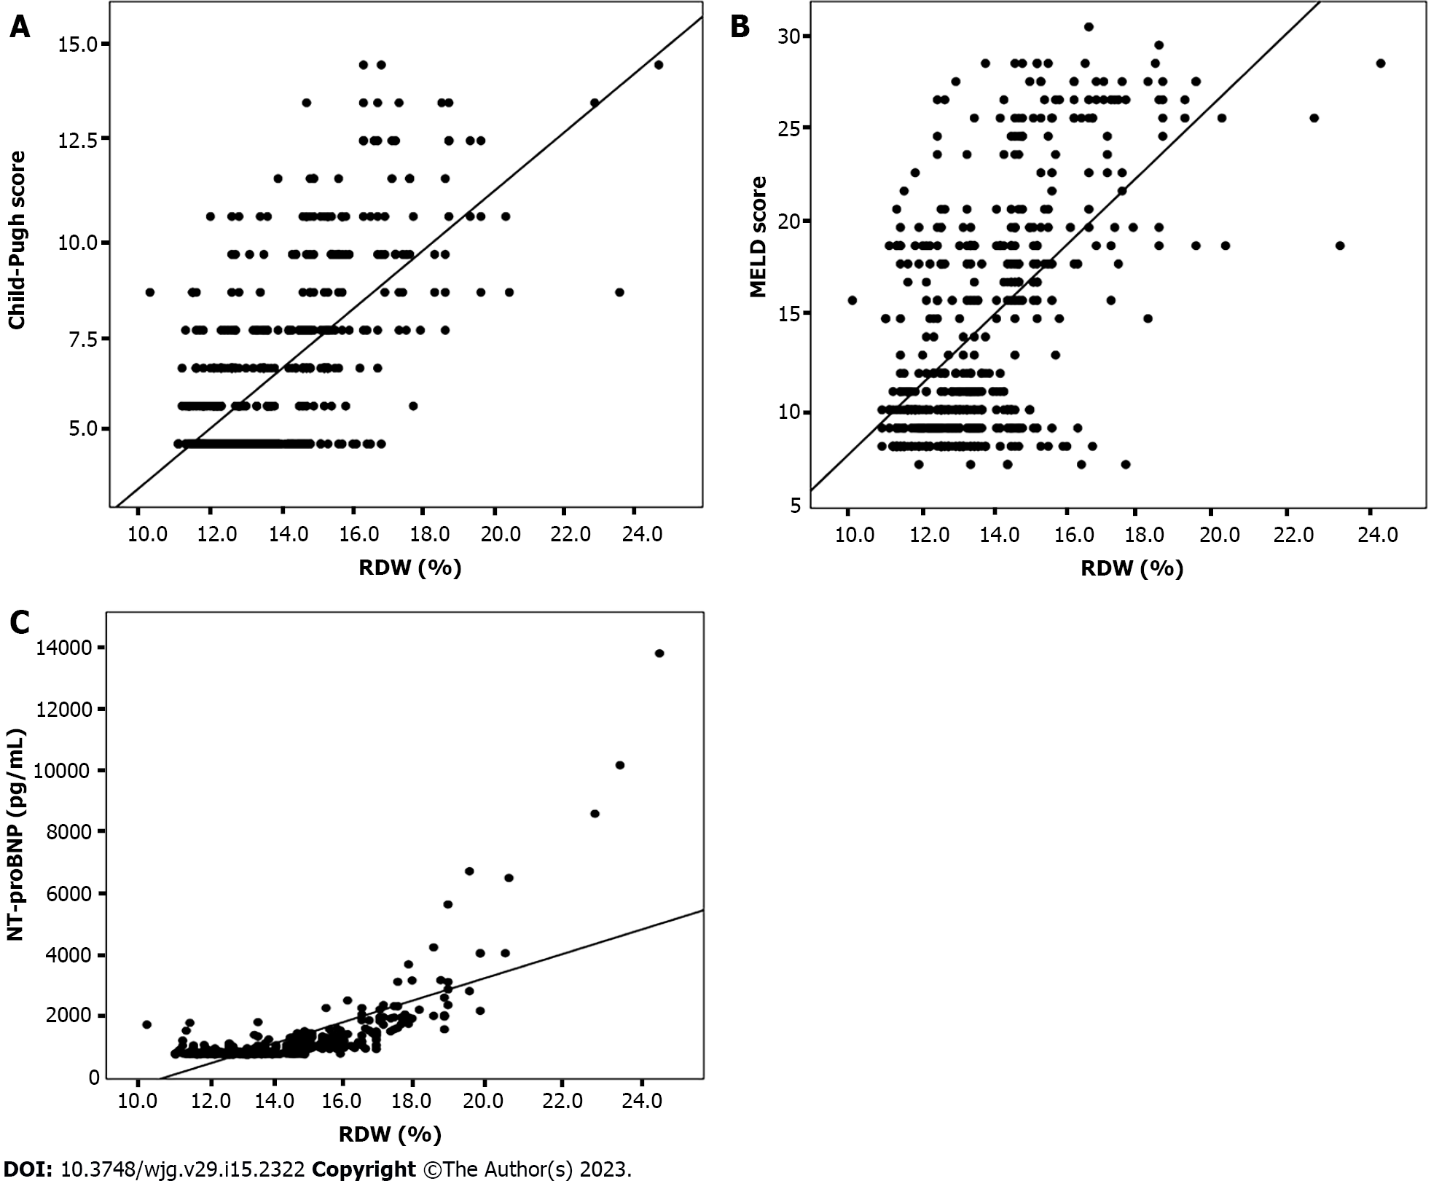 A
Child-Pugh score
15.0
12.5
10.0
7.5
5.0
10.0 12.0 14.0 16.0 18.0 20.0 22.0 24.0
RDW (%)
B
MELD score
30
25
20
15
10
5
10.0 12.0 14.0 16.0 18.0 20.0 22.0 24.0
RDW (%)
C
NT-proBNP (pg/mL)
14000
12000
10000
8000
6000
4000
2000
0
10.0 12.0 14.0 16.0 18.0 20.0 22.0 24.0
RDW (%)
DOI: 10.3748/wjg.v29.i15.2322 Copyright ©The Author(s) 2023.